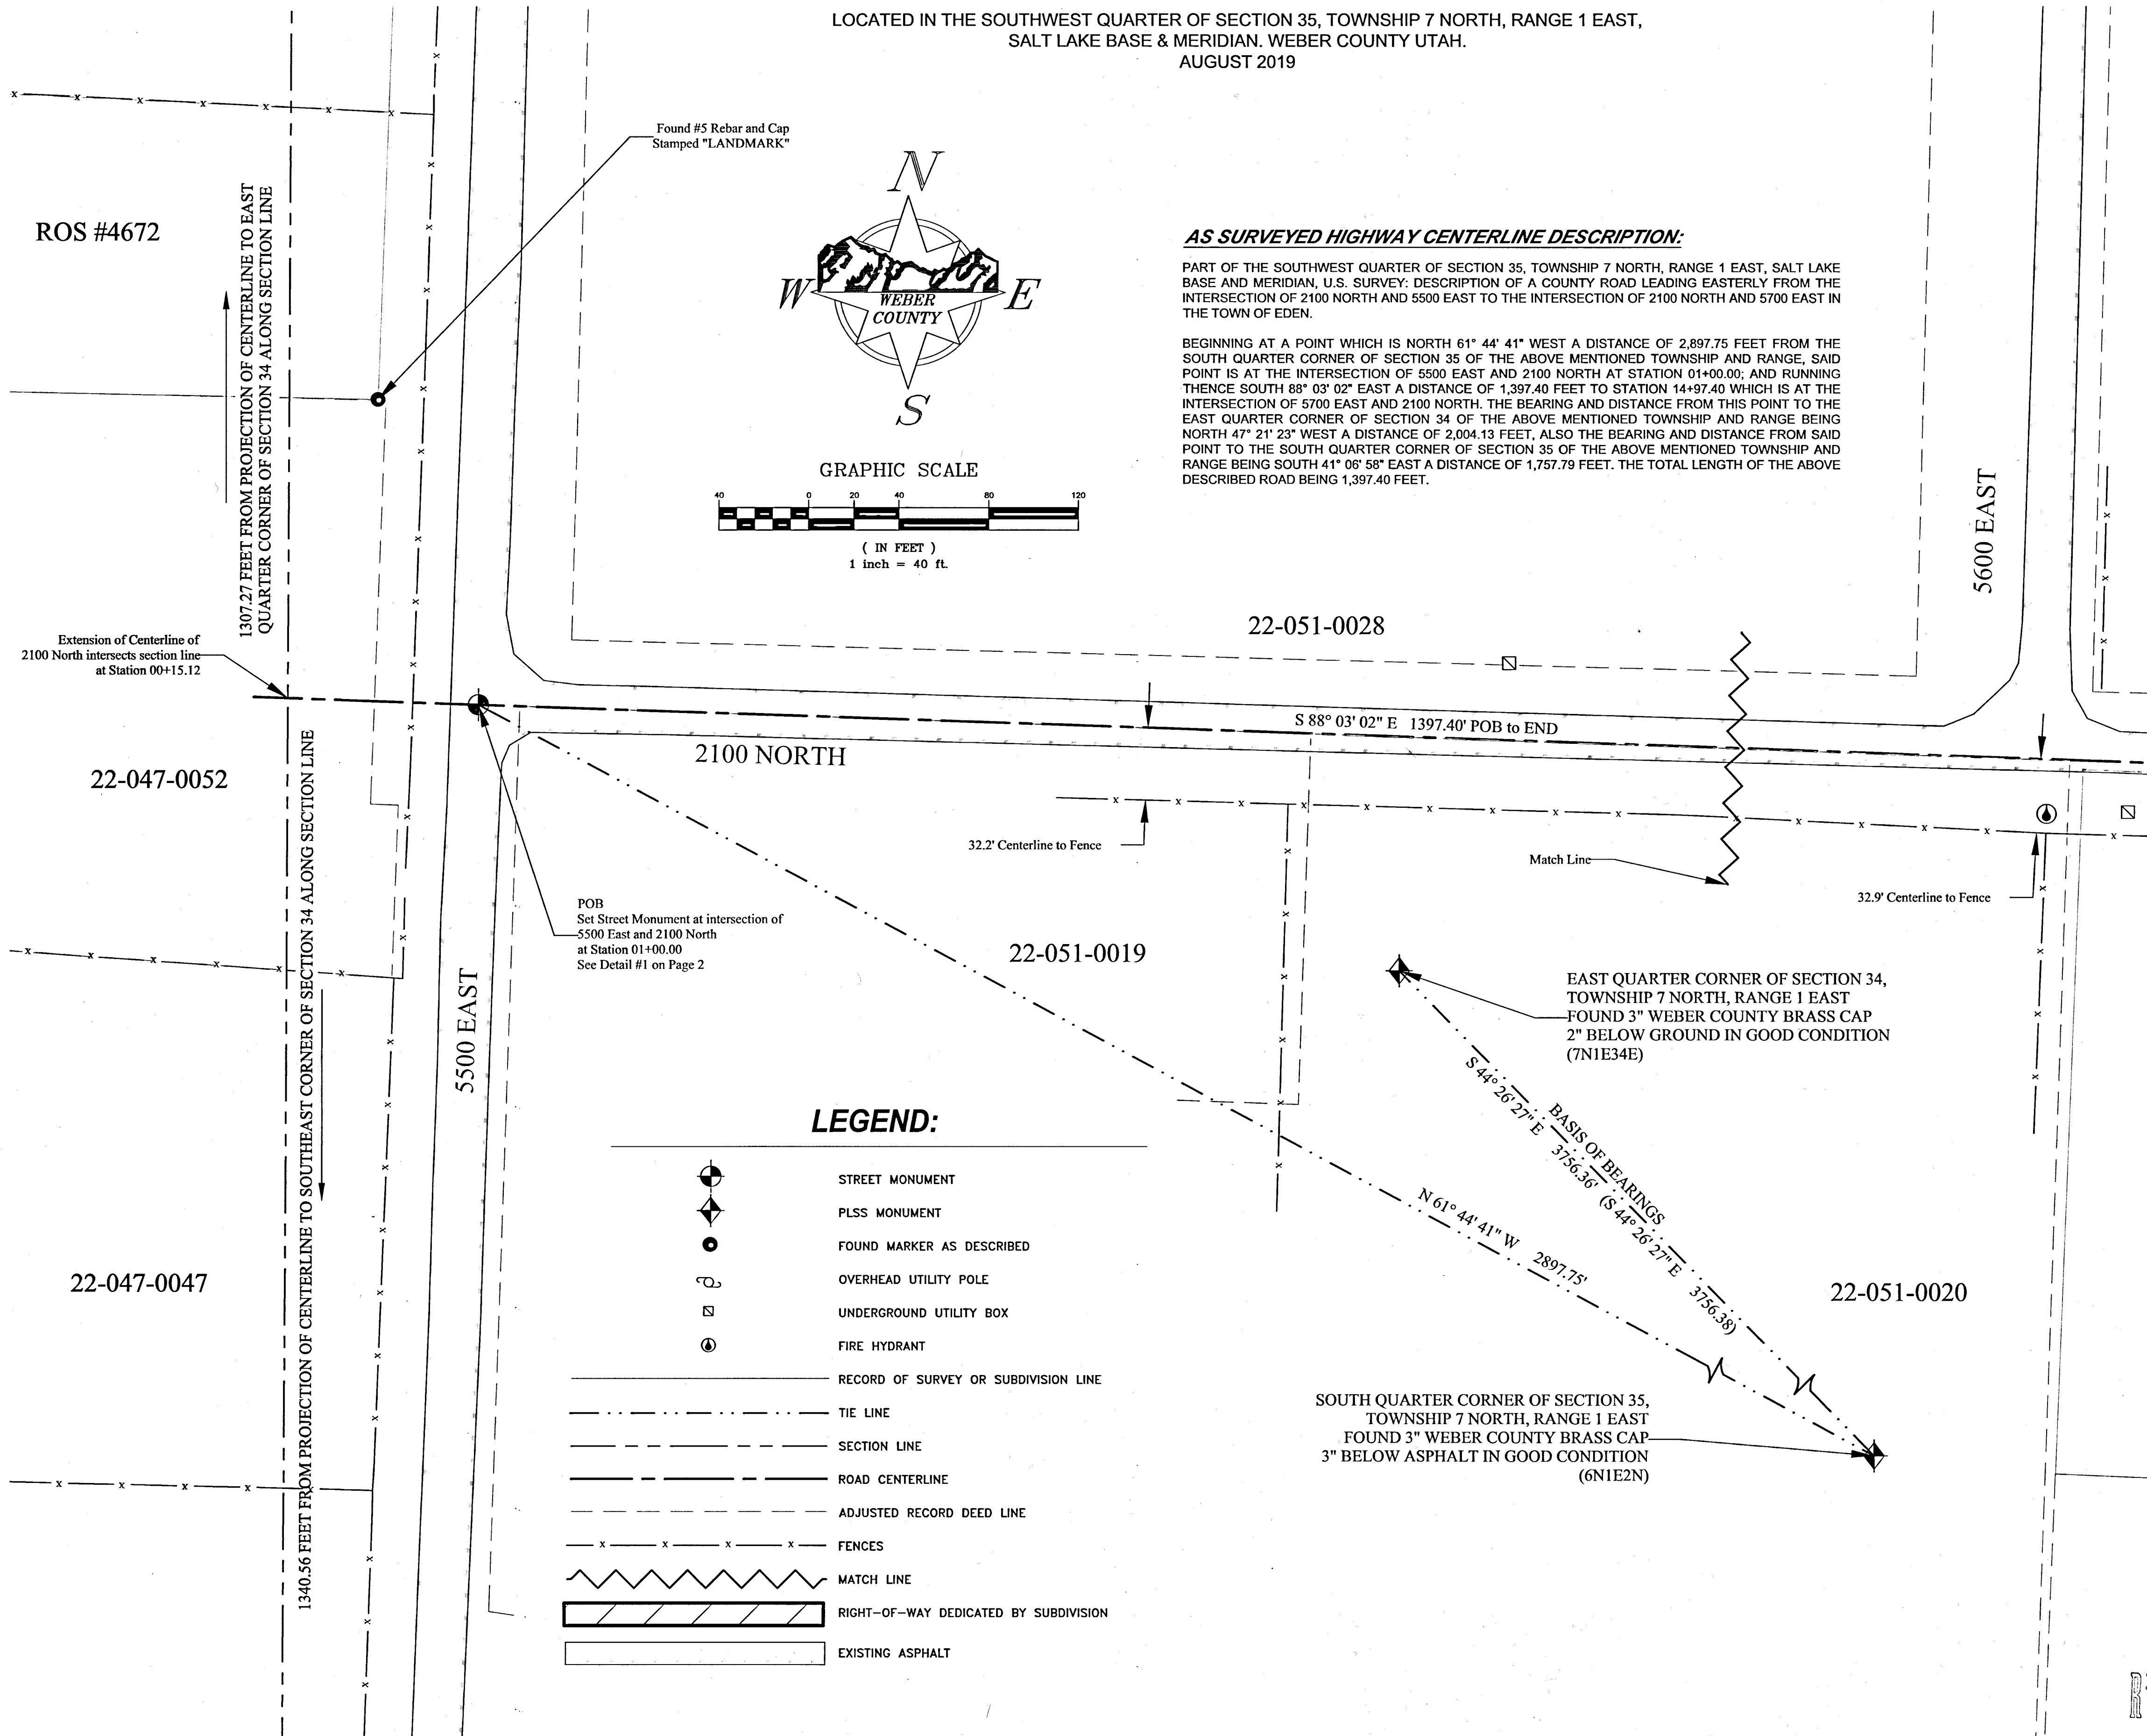 LOCATED IN THE SOUTHWEST QUARTER OF SECTION 35, TOWNSHIP 7 NORTH, RANGE 1 EAST,
SALT LAKE BASE & MERIDIAN. WEBER COUNTY UTAH.
AUGUST 2019
Found #5 Rebar and Cap
Stamped "LANDMARK"
ROS #4672
1307.27 FEET FROM PROJECTION OF CENTERLINE TO EAST
QUARTER CORNER OF SECTION 34 ALONG SECTION LINE
N
W
E
S
WEBER
COUNTY
GRAPHIC SCALE
40 0 20 40 80 120
( IN FEET )
1 inch = 40 ft.
AS SURVEYED HIGHWAY CENTERLINE DESCRIPTION:
PART OF THE SOUTHWEST QUARTER OF SECTION 35, TOWNSHIP 7 NORTH, RANGE 1 EAST, SALT LAKE
BASE AND MERIDIAN, U.S. SURVEY: DESCRIPTION OF A COUNTY ROAD LEADING EASTERLY FROM THE
INTERSECTION OF 2100 NORTH AND 5500 EAST TO THE INTERSECTION OF 2100 NORTH AND 5700 EAST IN
THE TOWN OF EDEN.
BEGINNING AT A POINT WHICH IS NORTH 61° 44' 41" WEST A DISTANCE OF 2,897.75 FEET FROM THE
SOUTH QUARTER CORNER OF SECTION 35 OF THE ABOVE MENTIONED TOWNSHIP AND RANGE, SAID
POINT IS AT THE INTERSECTION OF 5500 EAST AND 2100 NORTH AT STATION 01+00.00; AND RUNNING
THENCE SOUTH 88° 03' 02" EAST A DISTANCE OF 1,397.40 FEET TO STATION 14+97.40 WHICH IS AT THE
INTERSECTION OF 5700 EAST AND 2100 NORTH. THE BEARING AND DISTANCE FROM THIS POINT TO THE
EAST QUARTER CORNER OF SECTION 34 OF THE ABOVE MENTIONED TOWNSHIP AND RANGE BEING
NORTH 47° 21' 23" WEST A DISTANCE OF 2,004.13 FEET, ALSO THE BEARING AND DISTANCE FROM SAID
POINT TO THE SOUTH QUARTER CORNER OF SECTION 35 OF THE ABOVE MENTIONED TOWNSHIP AND
RANGE BEING SOUTH 41° 06' 58" EAST A DISTANCE OF 1,757.79 FEET. THE TOTAL LENGTH OF THE ABOVE
DESCRIBED ROAD BEING 1,397.40 FEET.
5600 EAST
Extension of Centerline of
2100 North intersects section line
at Station 00+15.12
22-051-0028
S 88° 03' 02" E 1397.40' POB to END
2100 NORTH
22-047-0052
32.2' Centerline to Fence
Match Line
32.9' Centerline to Fence
POB
Set Street Monument at intersection of
5500 East and 2100 North
at Station 01+00.00
See Detail #1 on Page 2
22-051-0019
5500 EAST
1340.56 FEET FROM PROJECTION OF CENTERLINE TO SOUTHEAST CORNER OF SECTION 34 ALONG SECTION LINE
EAST QUARTER CORNER OF SECTION 34,
TOWNSHIP 7 NORTH, RANGE 1 EAST
FOUND 3" WEBER COUNTY BRASS CAP
2" BELOW GROUND IN GOOD CONDITION
(7N1E34E)
BASIS OF BEARINGS
S 44° 26' 27" E 3756.36' (S 44° 26' 27" E 3756.38)
N 61° 44' 41" W 2897.75'
22-047-0047
22-051-0020
SOUTH QUARTER CORNER OF SECTION 35,
TOWNSHIP 7 NORTH, RANGE 1 EAST
FOUND 3" WEBER COUNTY BRASS CAP
3" BELOW ASPHALT IN GOOD CONDITION
(6N1E2N)
LEGEND:
STREET MONUMENT
PLSS MONUMENT
FOUND MARKER AS DESCRIBED
OVERHEAD UTILITY POLE
UNDERGROUND UTILITY BOX
FIRE HYDRANT
RECORD OF SURVEY OR SUBDIVISION LINE
TIE LINE
SECTION LINE
ROAD CENTERLINE
ADJUSTED RECORD DEED LINE
FENCES
MATCH LINE
RIGHT-OF-WAY DEDICATED BY SUBDIVISION
EXISTING ASPHALT